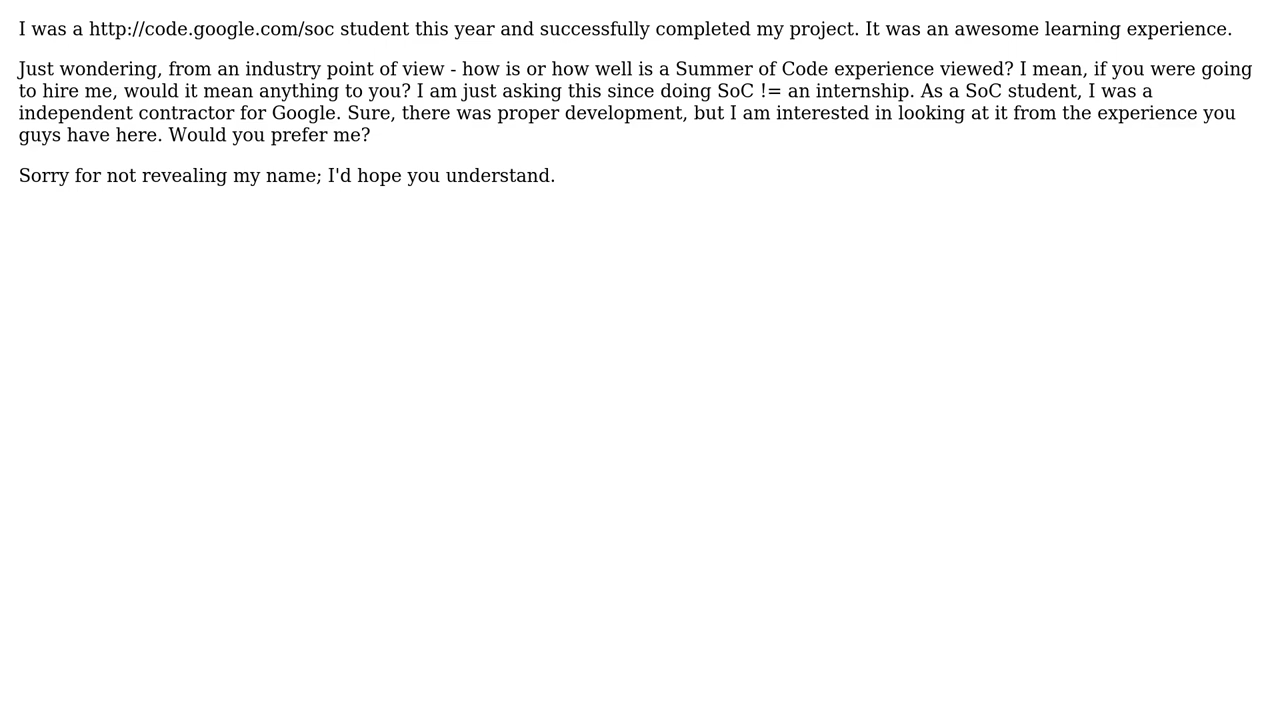 I was a http://code.google.com/soc student this year and successfully completed my project. It was an awesome learning experience.
Just wondering, from an industry point of view - how is or how well is a Summer of Code experience viewed? I mean, if you were going
to hire me, would it mean anything to you? I am just asking this since doing SoC != an internship. As a SoC student, I was a
independent contractor for Google. Sure, there was proper development, but I am interested in looking at it from the experience you
guys have here. Would you prefer me?
Sorry for not revealing my name; I'd hope you understand.